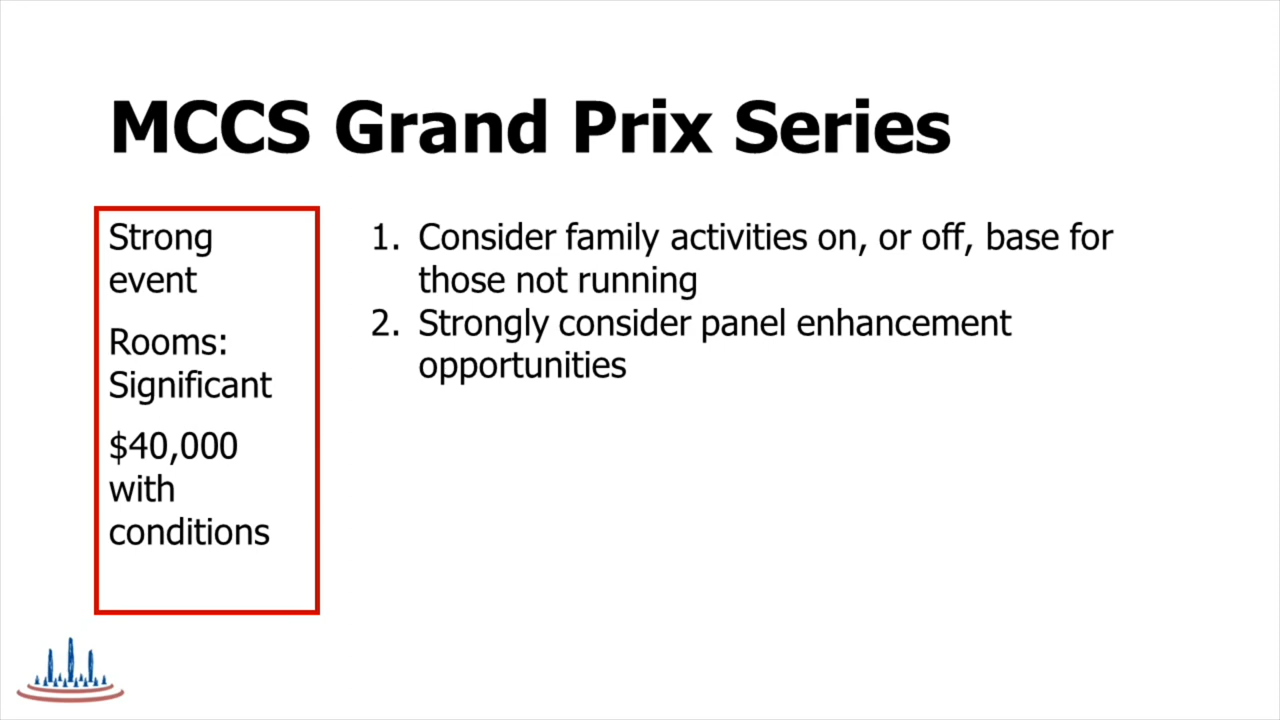 MCCS Grand Prix Series
Strong
event
Rooms:
Significant
$40,000
with
conditions
1. Consider family activities on, or off, base for
those not running
2. Strongly consider panel enhancement
opportunities